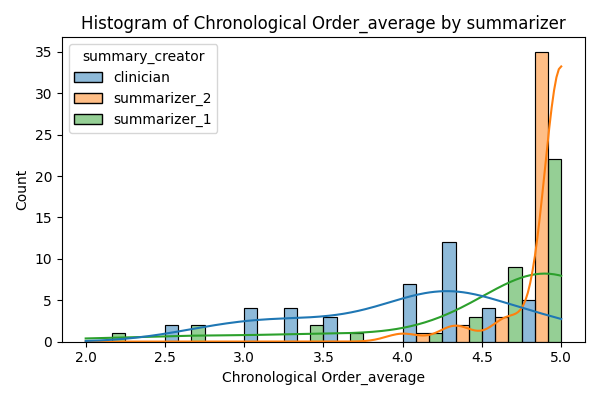 Histogram of Chronological Order_average by summarizer
summary_creator
clinician
summarizer_2
summarizer_1
Count
35
30
25
20
15
10
5
0
2.0 2.5 3.0 3.5 4.0 4.5 5.0
Chronological Order_average